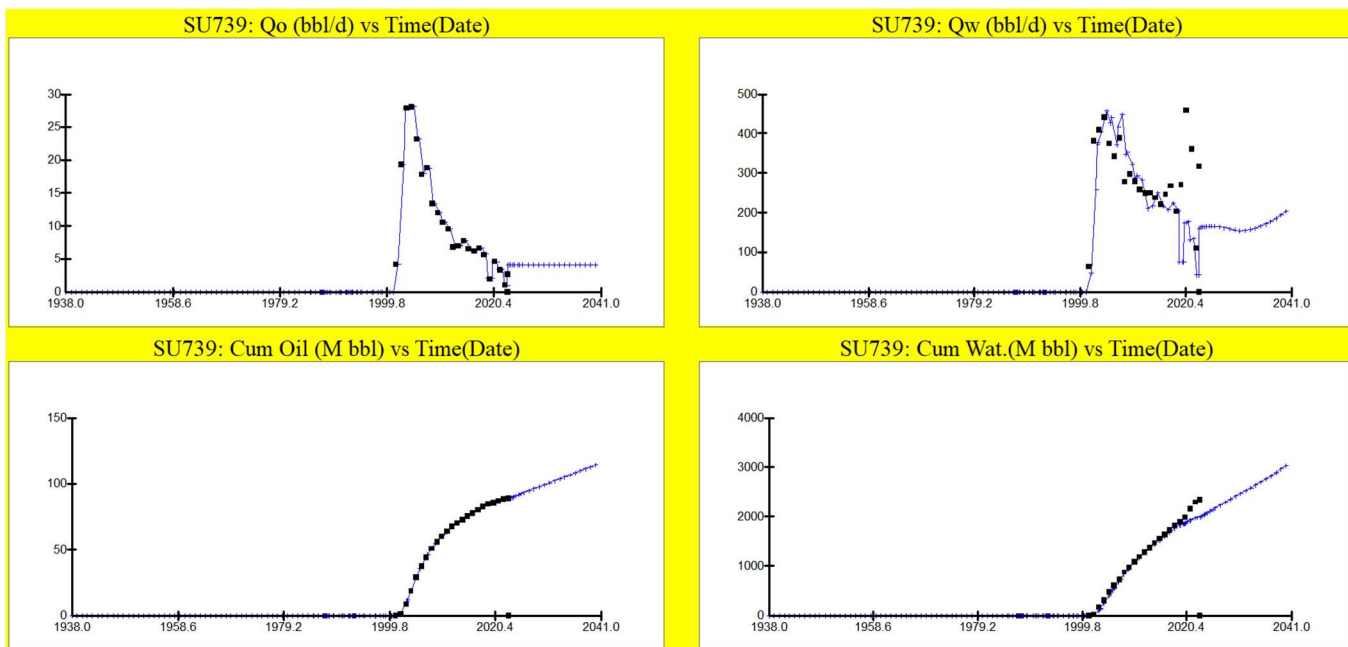 SU739: Qo (bbl/d) vs Time(Date)
30
25
20
15
10
5
0
1938.0 1958.6 1979.2 1999.8 2020.4 2041.0
SU739: Qw (bbl/d) vs Time(Date)
500
400
300
200
100
0
1938.0 1958.6 1979.2 1999.8 2020.4 2041.0
SU739: Cum Oil (M bbl) vs Time(Date)
150
100
50
0
1938.0 1958.6 1979.2 1999.8 2020.4 2041.0
SU739: Cum Wat.(M bbl) vs Time(Date)
4000
3000
2000
1000
0
1938.0 1958.6 1979.2 1999.8 2020.4 2041.0